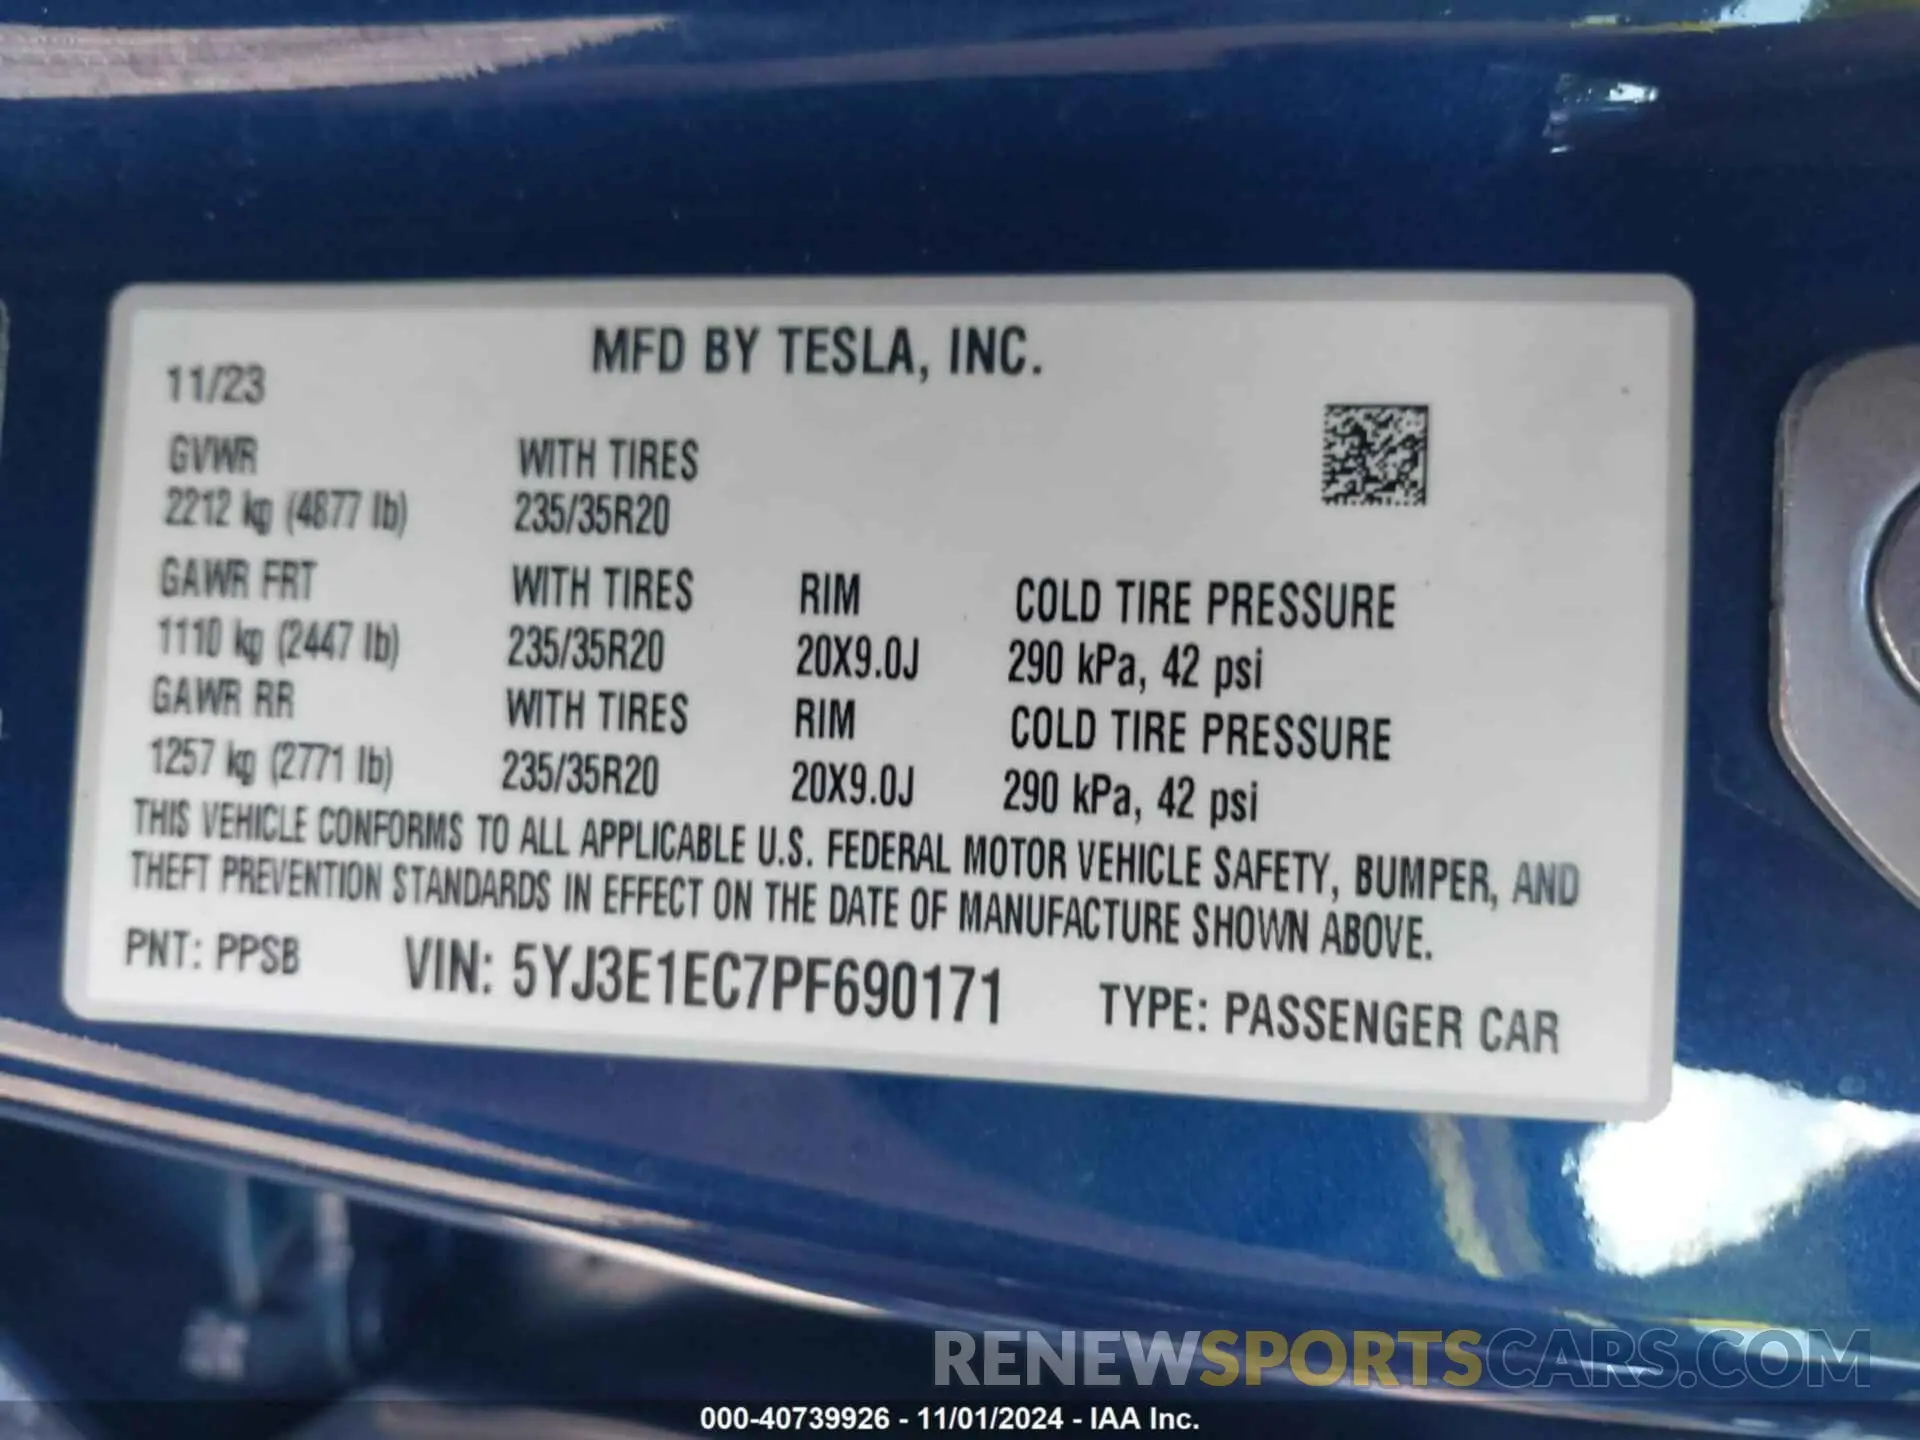 MFD BY TESLA, INC.
11/23
GVWR WITH TIRES
2212 kg (4877 lb) 235/35R20
GAWR FRT WITH TIRES RIM COLD TIRE PRESSURE
1110 kg (2447 lb) 235/35R20 20X9.0J 290 kPa, 42 psi
GAWR RR WITH TIRES RIM COLD TIRE PRESSURE
1257 kg (2771 lb) 235/35R20 20X9.0J 290 kPa, 42 psi
THIS VEHICLE CONFORMS TO ALL APPLICABLE U.S. FEDERAL MOTOR VEHICLE SAFETY, BUMPER, AND
THEFT PREVENTION STANDARDS IN EFFECT ON THE DATE OF MANUFACTURE SHOWN ABOVE.
PNT: PPSB VIN: 5YJ3E1EC7PF690171 TYPE: PASSENGER CAR
RENEWSPORTSCARS.COM
000-40739926 - 11/01/2024 - IAA Inc.